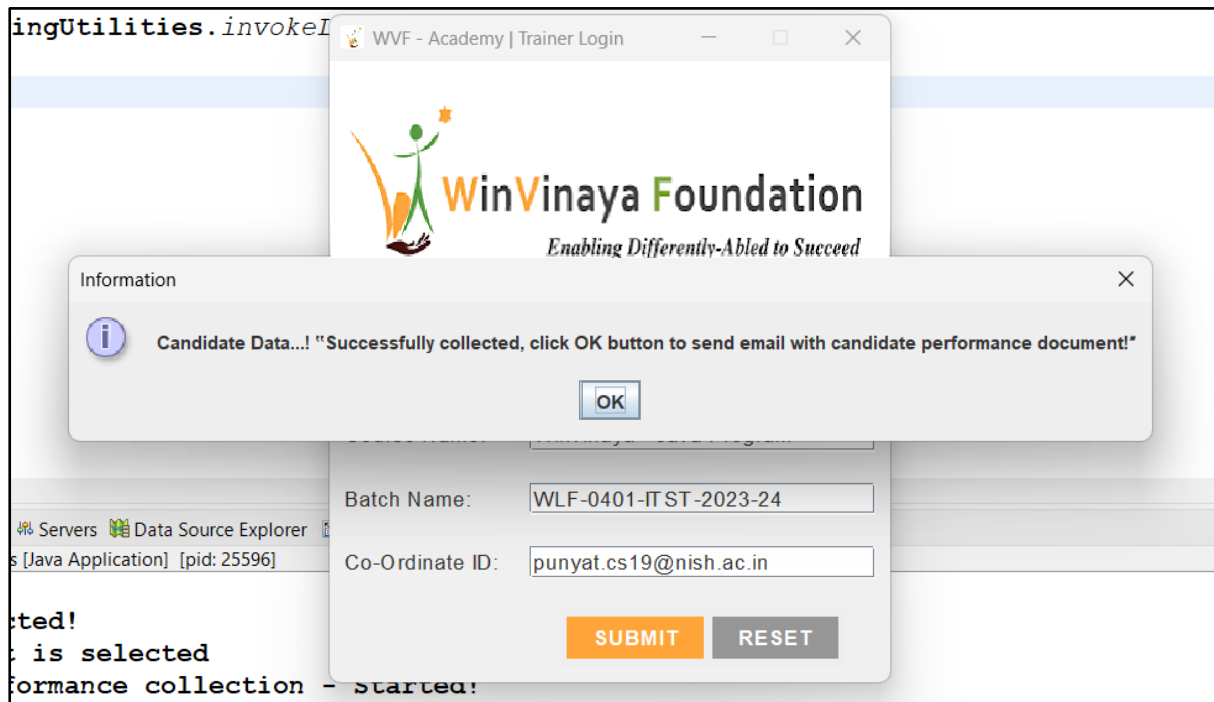 ingUtilities.invokeI
WVF - Academy | Trainer Login
WinVinaya Foundation
Enabling Differently-Abled to Succeed
Information
Candidate Data...! "Successfully collected, click OK button to send email with candidate performance document!"
OK
Batch Name: WLF-0401-ITST-2023-24
Servers Data Source Explorer
s [Java Application] [pid: 25596]
Co-Ordinate ID: punyat.cs19@nish.ac.in
cted!
t is selected
SUBMIT RESET
formance collection - Started!